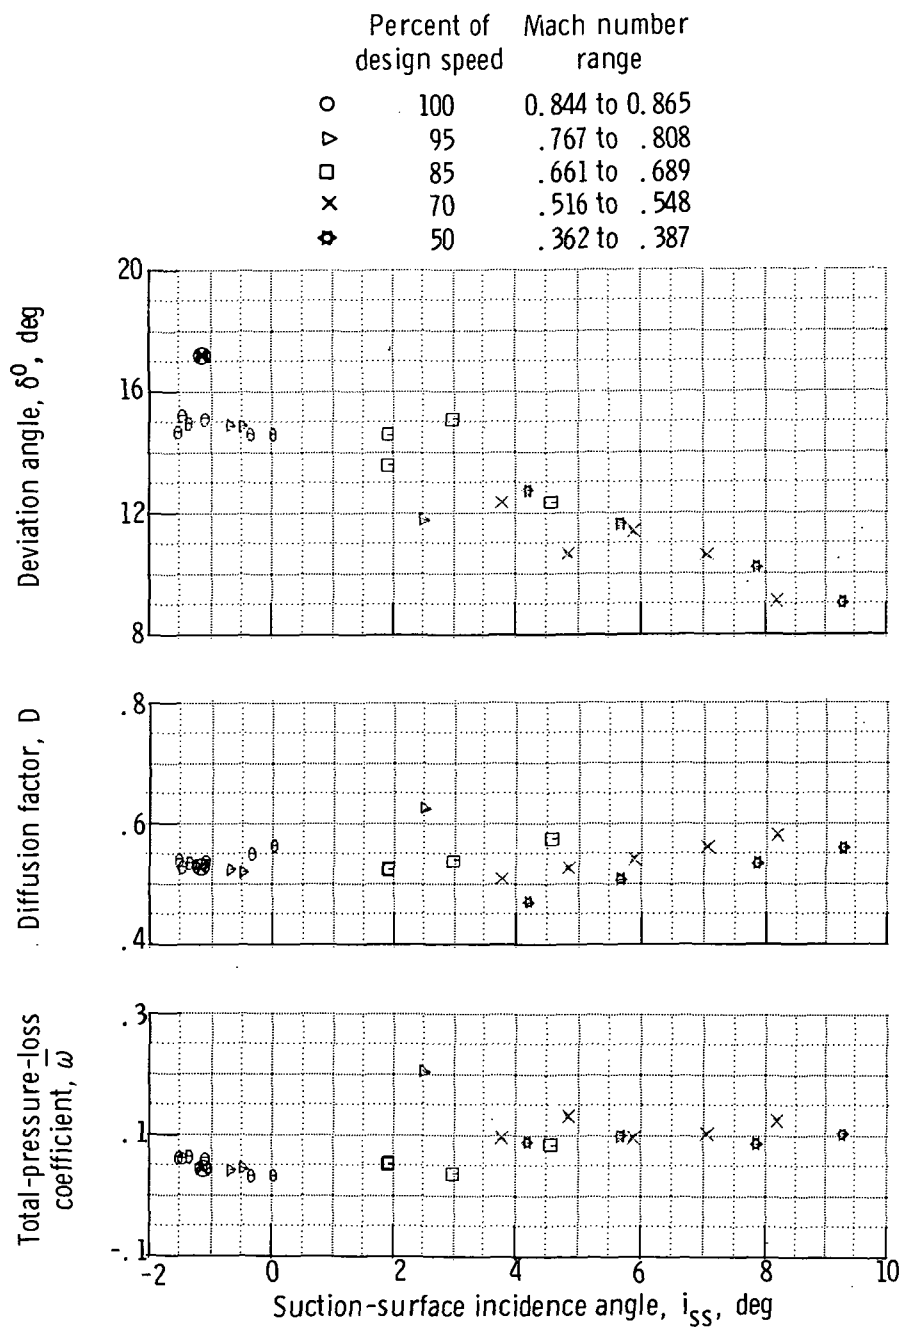 Percent of design speed
Mach number range
100 0.844 to 0.865
95 .767 to .808
85 .661 to .689
70 .516 to .548
50 .362 to .387
20
16
12
8
Deviation angle, δ°, deg
.8
.6
.4
Diffusion factor, D
.3
.1
-.1
Total-pressure-loss
coefficient, ω̅
-2 0 2 4 6 8 10
Suction-surface incidence angle, iss, deg